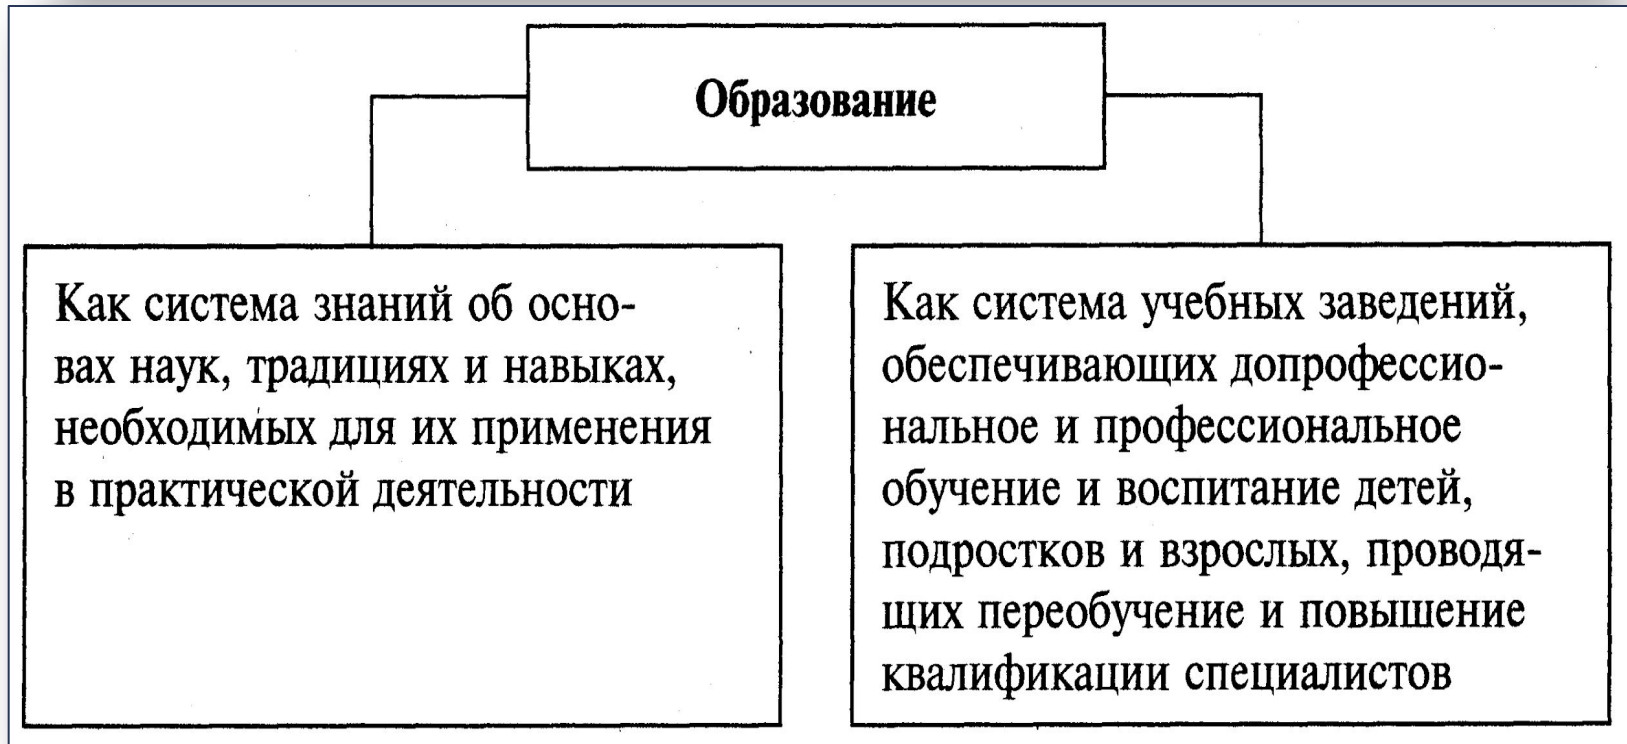 Образование
Как система знаний об осно-
вах наук, традициях и навыках,
необходимых для их применения
в практической деятельности
Как система учебных заведений,
обеспечивающих допрофессио-
нальное и профессиональное
обучение и воспитание детей,
подростков и взрослых, проводя-
щих переобучение и повышение
квалификации специалистов